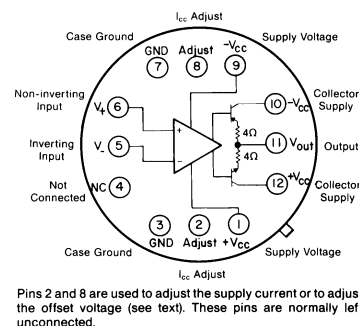 Icc Adjust
Case Ground
Supply Voltage
GND Adjust -Vcc
7 8 9
Non-inverting Input
V+ 6
+
10 -Vcc
Collector Supply
4Ω
Inverting Input
V- 5
-
11 Vout
Output
4Ω
Not Connected
NC 4
12 +Vcc
Collector Supply
3 2 1
GND Adjust +Vcc
Case Ground
Supply Voltage
Icc Adjust
Pins 2 and 8 are used to adjust the supply current or to adjus
the offset voltage (see text). These pins are normally lef
unconnected.